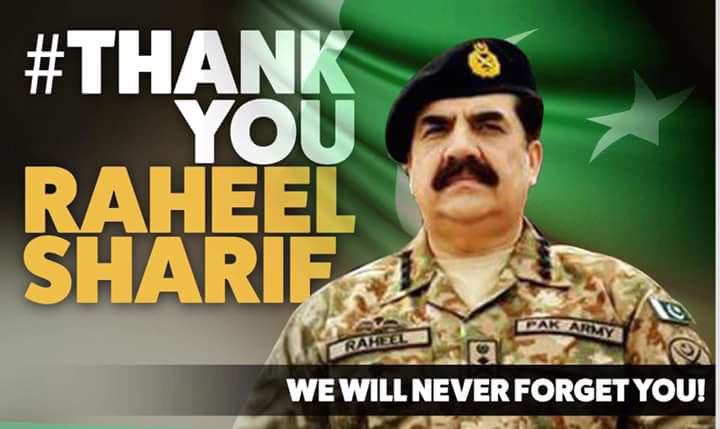 #THANK
YOU
RAHEEL
SHARIF
RAHEEL
PAK ARMY
WE WILL NEVER FORGET YOU!